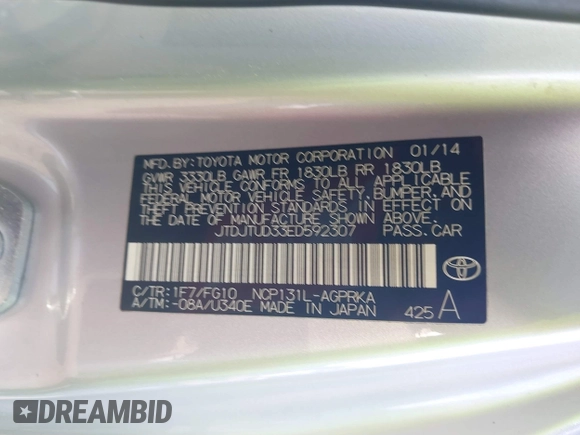 MFD.BY:TOYOTA MOTOR CORPORATION 01/14
GVWR 3330LB GAWR FR 1830LB RR 1830LB
THIS VEHICLE CONFORMS TO ALL APPLICABLE
FEDERAL MOTOR VEHICLE SAFETY,BUMPER,AND
THEFT PREVENTION STANDARDS IN EFFECT ON
THE DATE OF MANUFACTURE SHOWN ABOVE.
JTDJTUD33ED592307 PASS.CAR
C/TR:1F7/FG10 NCP131L-AGPRKA
A/TM:-08A/U340E MADE IN JAPAN
425 A
TOYOTA
DREAMBID